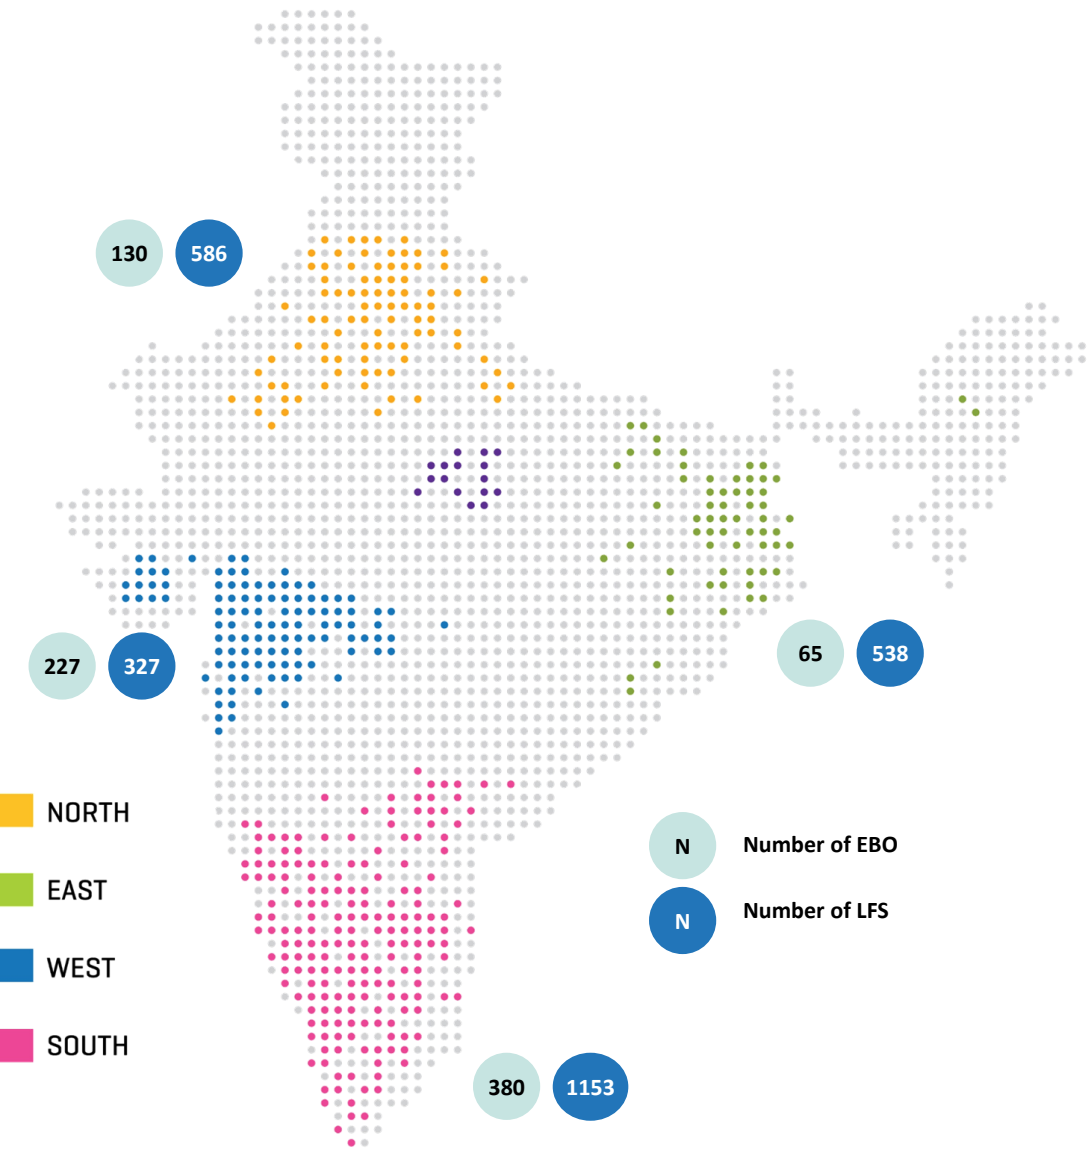 130 586
227 327
65 538
NORTH
EAST
WEST
SOUTH
N Number of EBO
N Number of LFS
380 1153